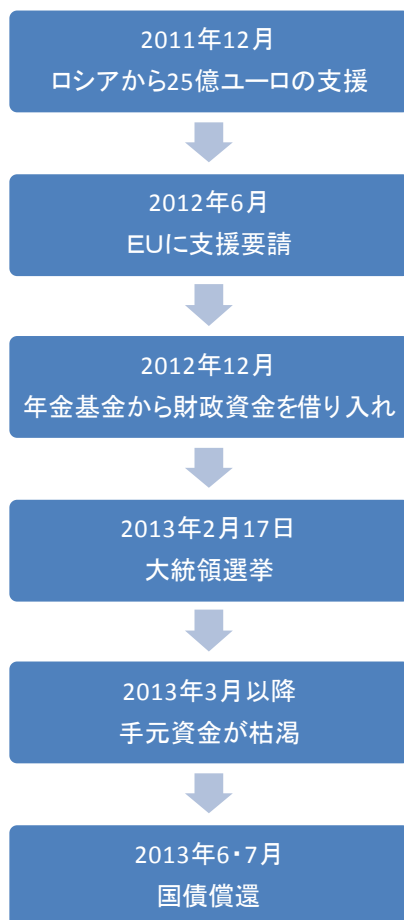 2011年12月
ロシアから25億ユーロの支援
2012年6月
EUに支援要請
2012年12月
年金基金から財政資金を借り入れ
2013年2月17日
大統領選挙
2013年3月以降
手元資金が枯渇
2013年6・7月
国債償還